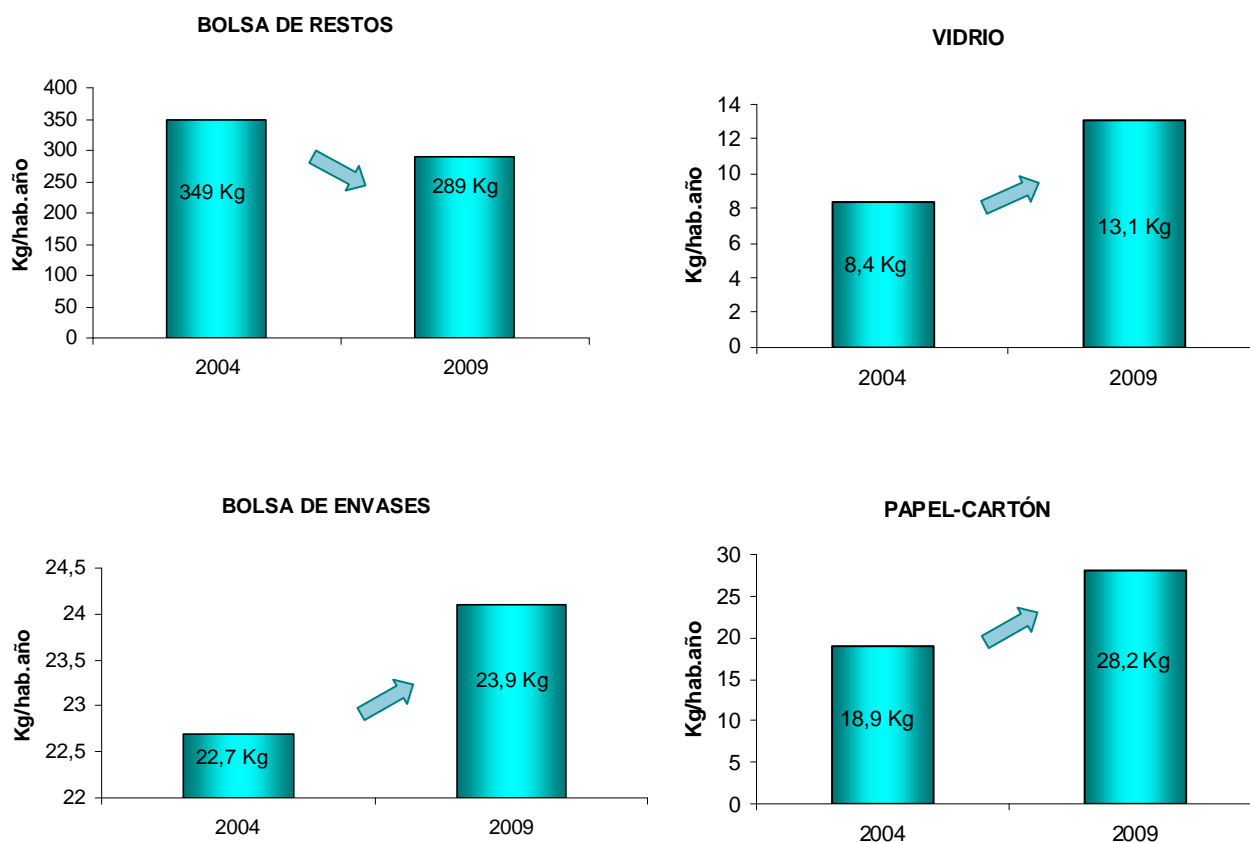 BOLSA DE RESTOS
Kg/hab.año
400
350
300
250
200
150
100
50
0
349 Kg
289 Kg
2004
2009
VIDRIO
Kg/hab.año
14
12
10
8
6
4
2
0
8,4 Kg
13,1 Kg
2004
2009
BOLSA DE ENVASES
Kg/hab.año
24,5
24
23,5
23
22,5
22
22,7 Kg
23,9 Kg
2004
2009
PAPEL-CARTÓN
Kg/hab.año
30
25
20
15
10
5
0
18,9 Kg
28,2 Kg
2004
2009